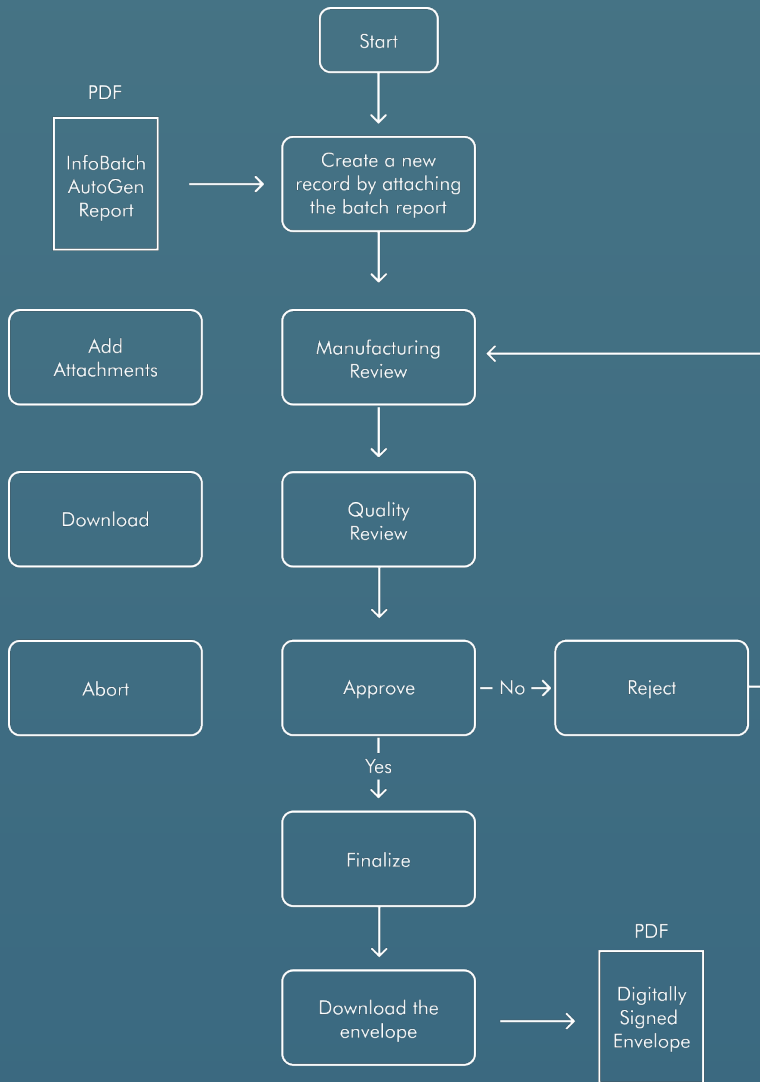 Start
PDF
InfoBatch
AutoGen
Report
Create a new
record by attaching
the batch report
Add
Attachments
Manufacturing
Review
Download
Quality
Review
Abort
Approve
No
Reject
Yes
Finalize
PDF
Download the
envelope
Digitally
Signed
Envelope